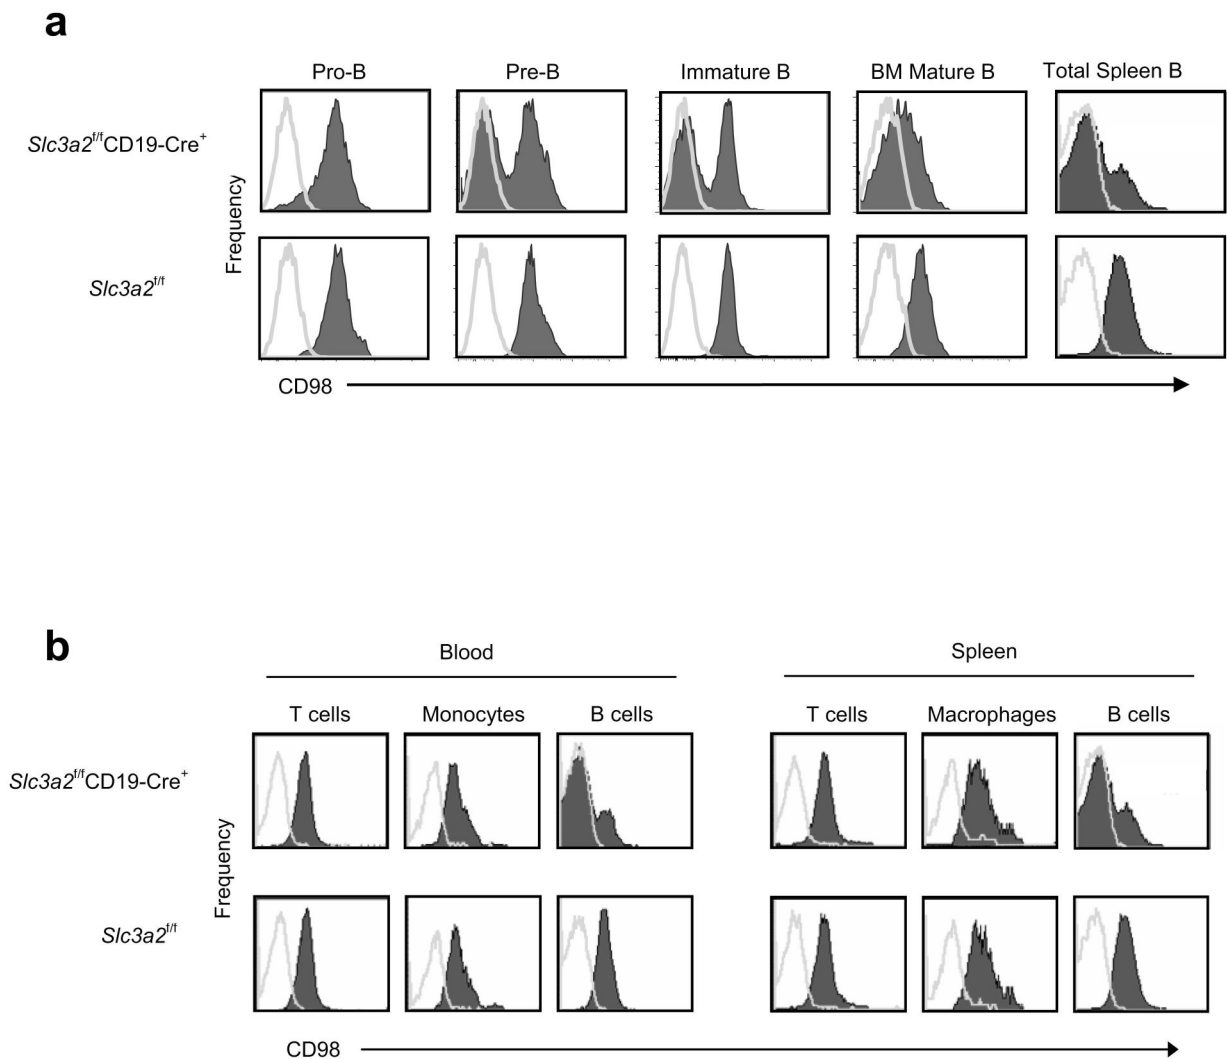 a
Pro-B Pre-B Immature B BM Mature B Total Spleen B
Slc3a2f/fCD19-Cre+
Frequency
Slc3a2f/f
CD98
b
Blood Spleen
T cells Monocytes B cells T cells Macrophages B cells
Slc3a2f/fCD19-Cre+
Frequency
Slc3a2f/f
CD98